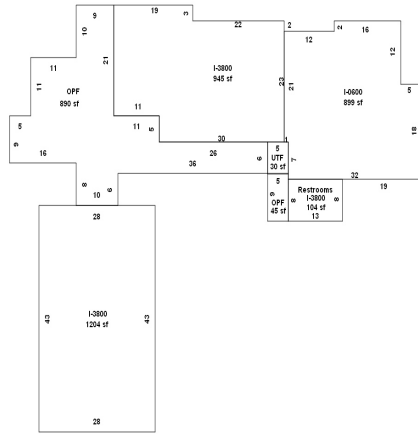 9
19
3
22
2
2
16
12
10
21
11
I-3800
945 sf
I-0600
899 sf
12
OPF
890 sf
11
5
23
21
5
11
11
5
18
9
16
30
26
36
6
5
UTF
30 sf
7
1
32
19
8
10
6
28
5
9
OPF
45 sf
8
Restrooms
I-3800
104 sf
13
8
43
I-3800
1204 sf
43
28